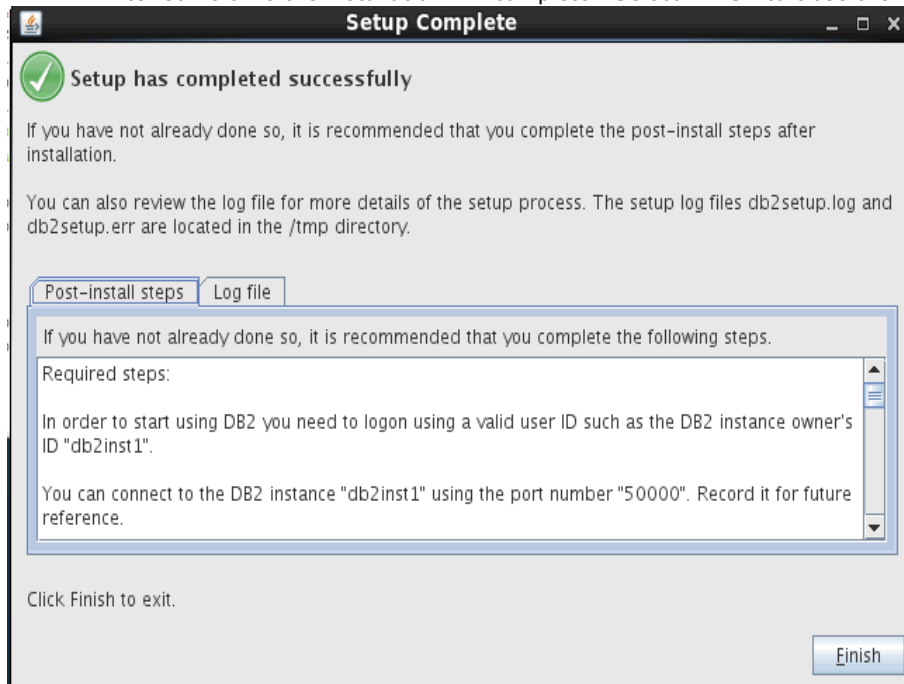 Setup Complete
Setup has completed successfully
If you have not already done so, it is recommended that you complete the post-install steps after
installation.
You can also review the log file for more details of the setup process. The setup log files db2setup.log and
db2setup.err are located in the /tmp directory.
Post-install steps Log file
If you have not already done so, it is recommended that you complete the following steps.
Required steps:
In order to start using DB2 you need to logon using a valid user ID such as the DB2 instance owner's
ID "db2inst1".
You can connect to the DB2 instance "db2inst1" using the port number "50000". Record it for future
reference.
Click Finish to exit.
Finish